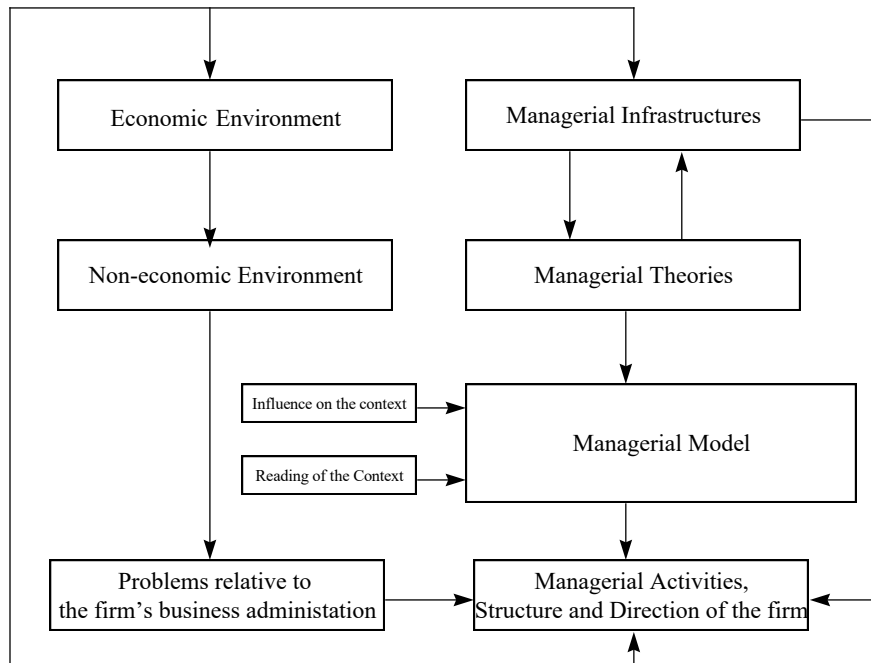 Economic Environment
Managerial Infrastructures
Non-economic Environment
Managerial Theories
Influence on the context
Managerial Model
Reading of the Context
Problems relative to
the firm’s business administation
Managerial Activities,
Structure and Direction of the firm